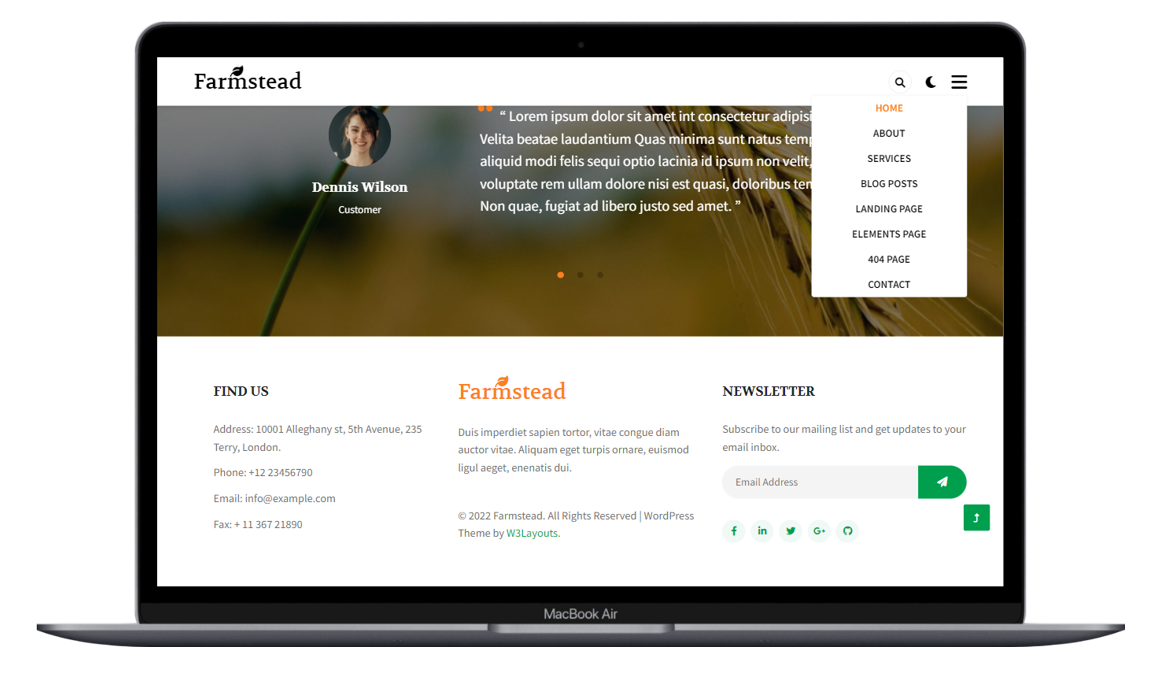 Farmstead
HOME
ABOUT
SERVICES
BLOG POSTS
LANDING PAGE
ELEMENTS PAGE
404 PAGE
CONTACT
Dennis Wilson
Customer
“ Lorem ipsum dolor sit amet int consectetur adipisi
Velita beatae laudantium Quas minima sunt natus temp
aliquid modi felis sequi optio lacinia id ipsum non velit,
voluptate rem ullam dolore nisi est quasi, doloribus tem
Non quae, fugiat ad libero justo sed amet. ”
FIND US
Address: 10001 Alleghany st, 5th Avenue, 235
Terry, London.
Phone: +12 23456790
Email: info@example.com
Fax: + 11 367 21890
Farmstead
Duis imperdiet sapien tortor, vitae congue diam
auctor vitae. Aliquam eget turpis ornare, euismod
ligul aeget, enenatis dui.
© 2022 Farmstead. All Rights Reserved | WordPress
Theme by W3Layouts.
NEWSLETTER
Subscribe to our mailing list and get updates to your
email inbox.
Email Address
f in G+
MacBook Air